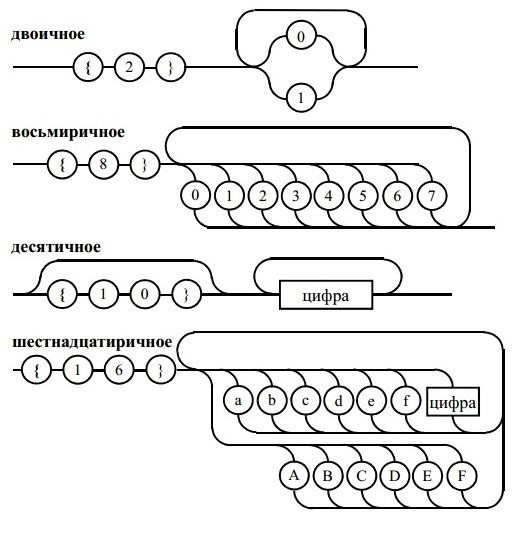 двоичное
0
{ 2 }
1
восьмиричное
{ 8 }
0 1 2 3 4 5 6 7
десятичное
{ 1 0 } цифра
шестнадцатиричное
{ 1 6 }
a b c d e f цифра
A B C D E F